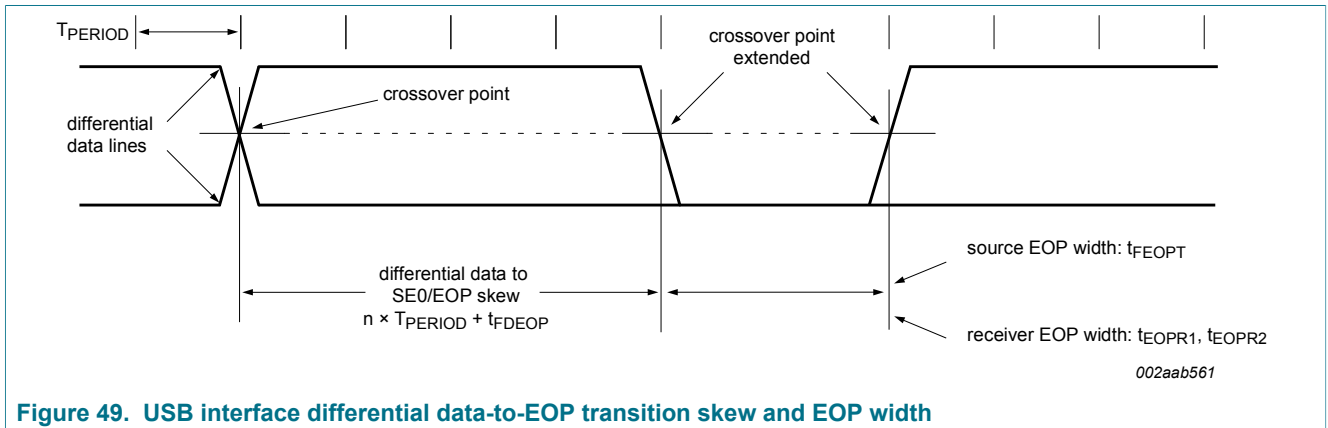 TPERIOD
crossover point
extended
crossover point
differential
data lines
differential data to
SE0/EOP skew
n × TPERIOD + tFDEOP
source EOP width: tFEOPT
receiver EOP width: tEOPR1, tEOPR2
002aab561
Figure 49. USB interface differential data-to-EOP transition skew and EOP width